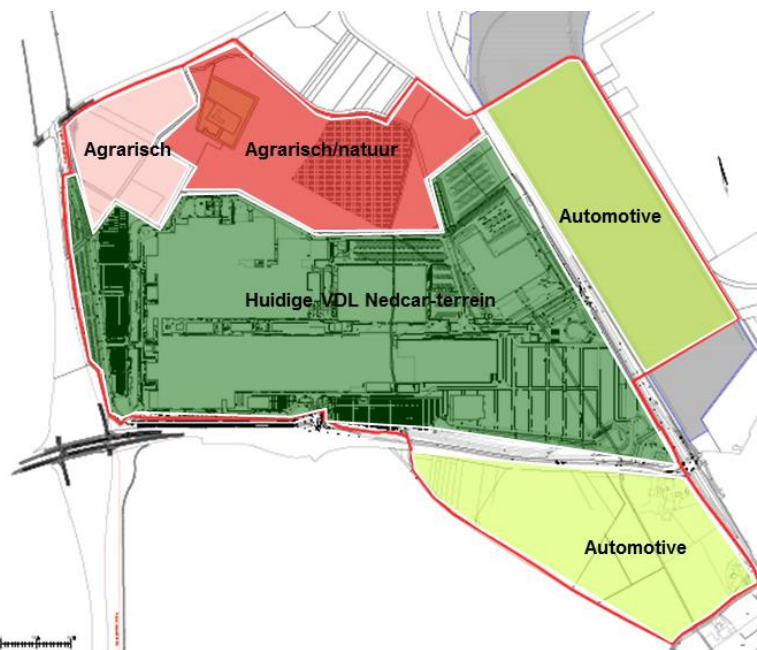 Agrarisch
Agrarisch/natuur
Automotive
Huidige VDL Nedcar-terrein
Automotive